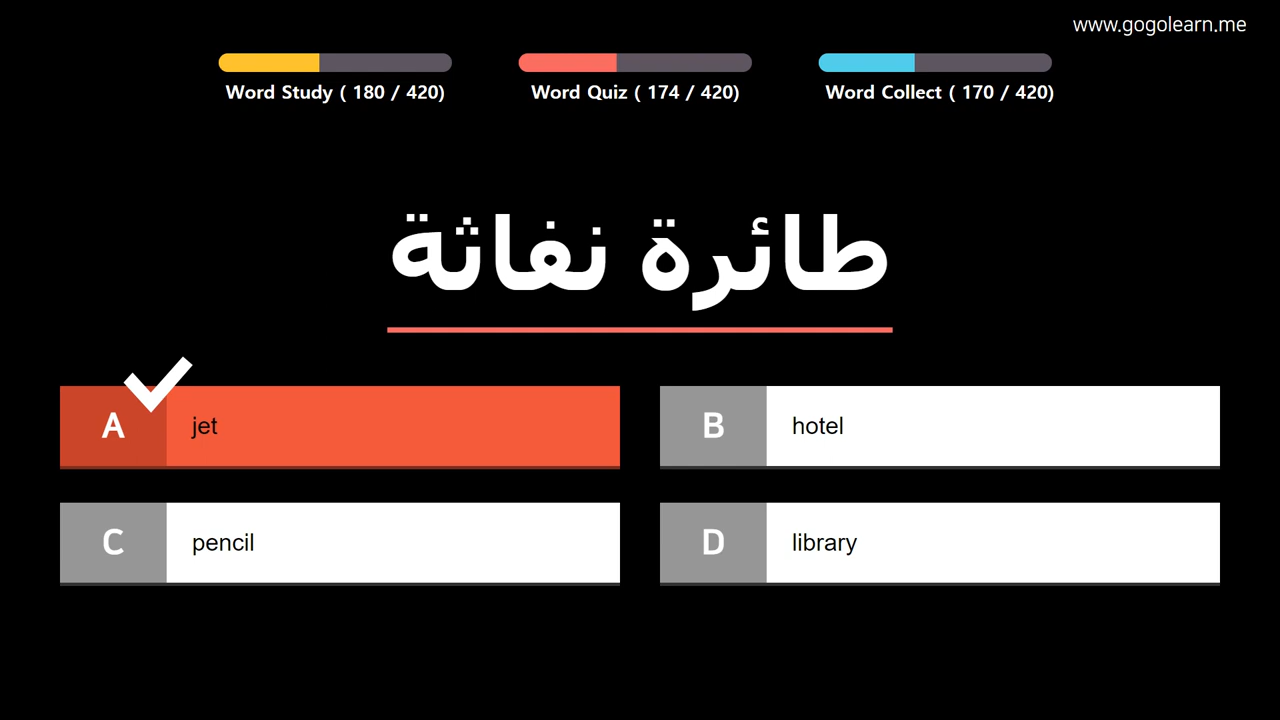 www.gogolearn.me
Word Study ( 180 / 420)
Word Quiz ( 174 / 420)
Word Collect ( 170 / 420)
طائرة نفاثة
A jet
B hotel
C pencil
D library